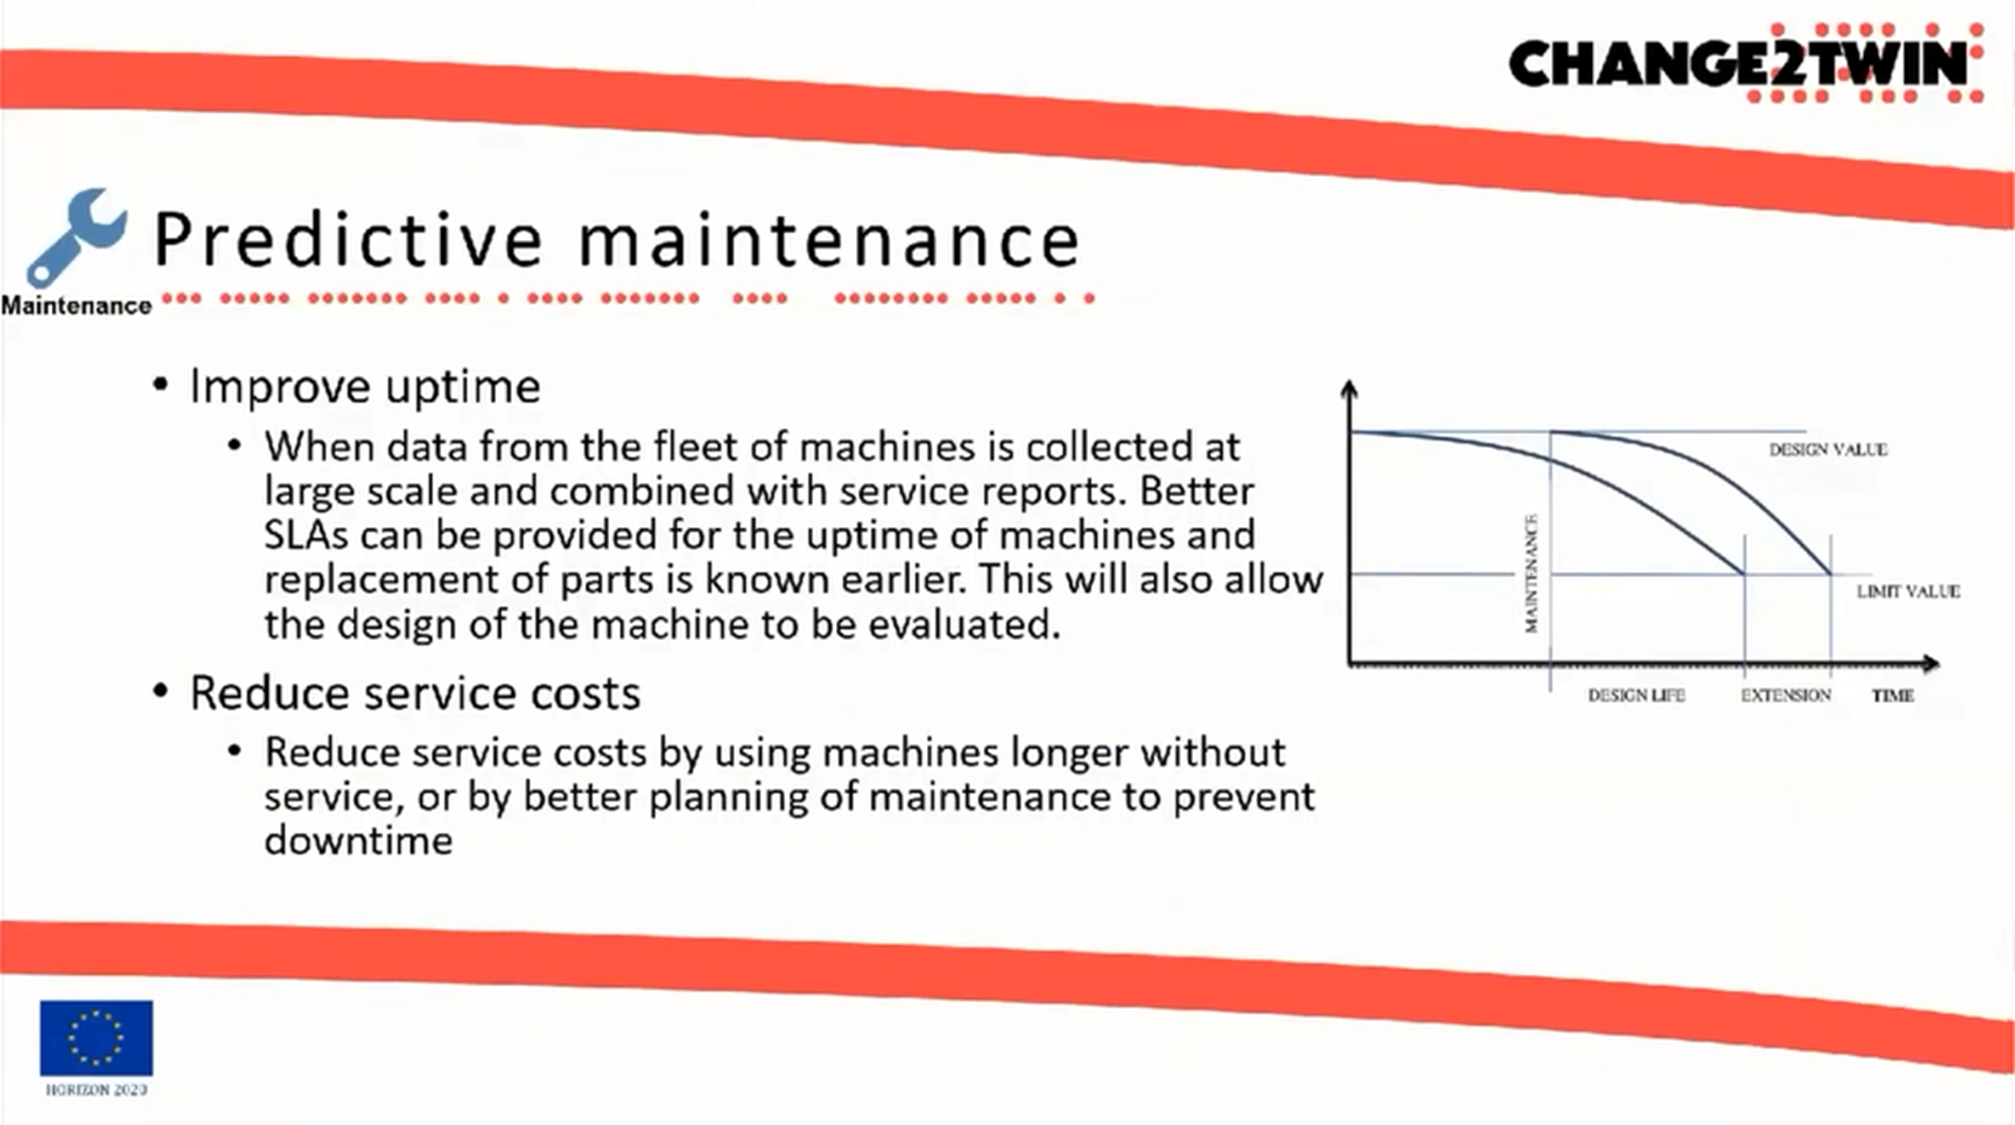 CHANGE2TWIN
Predictive maintenance
Maintenance
• Improve uptime
• When data from the fleet of machines is collected at
large scale and combined with service reports. Better
SLAs can be provided for the uptime of machines and
replacement of parts is known earlier. This will also allow
the design of the machine to be evaluated.
• Reduce service costs
• Reduce service costs by using machines longer without
service, or by better planning of maintenance to prevent
downtime
DESIGN VALUE
MAINTENANCE
LIMIT VALUE
DESIGN LIFE EXTENSION TIME
HORIZON 2020